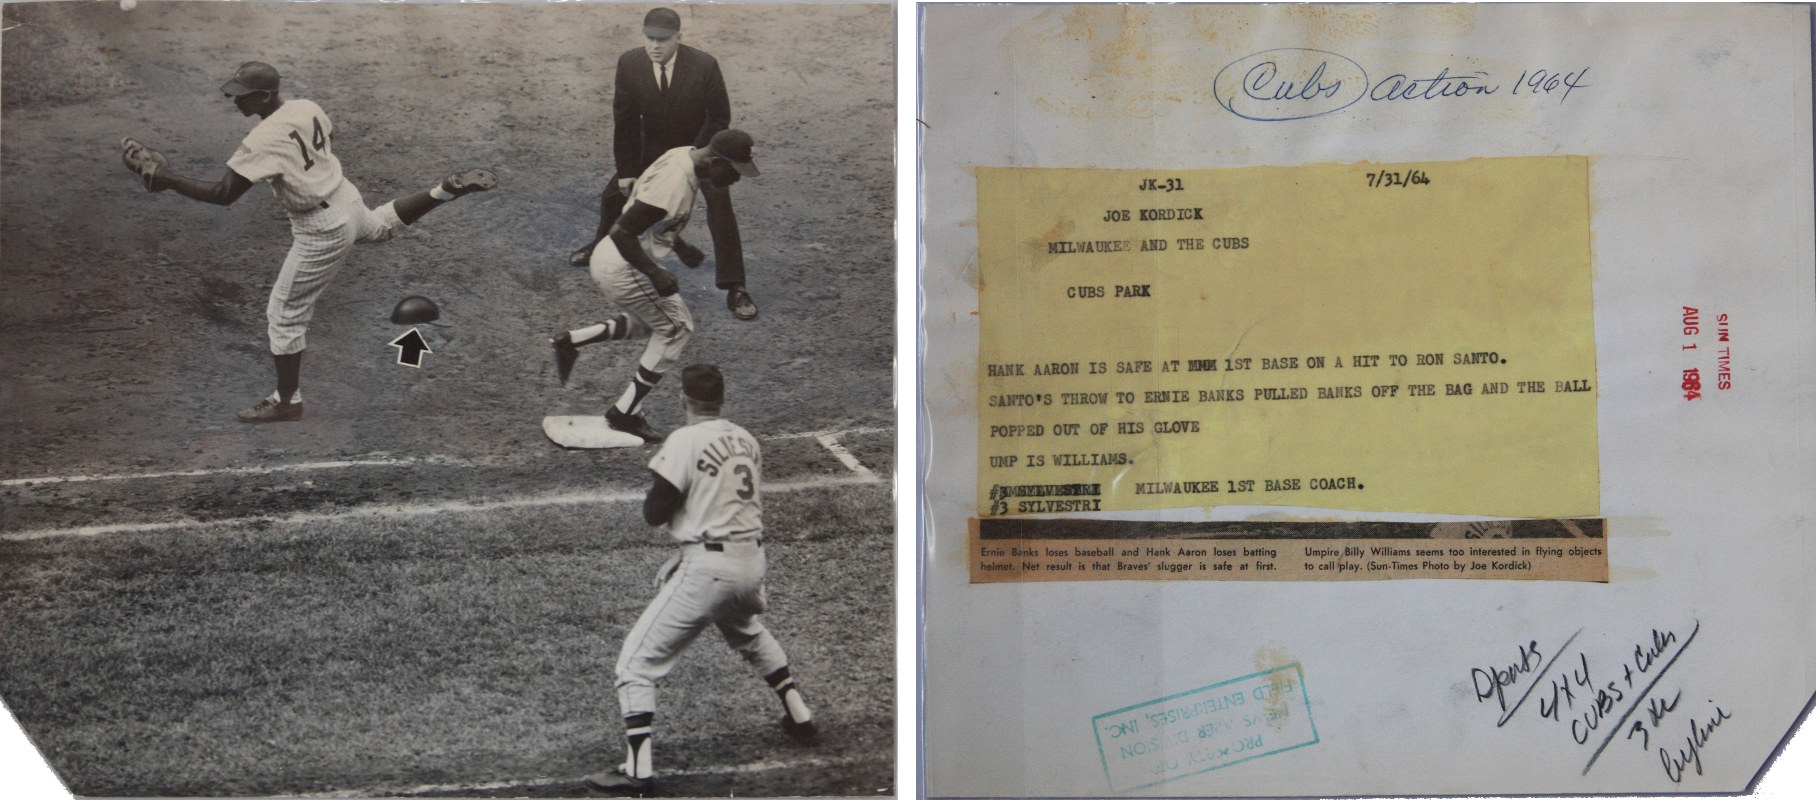 14
SILVEST
3
Cubs action 1964
JK-31 7/31/64
JOE KORDICK
MILWAUKEE AND THE CUBS
CUBS PARK
HANK AARON IS SAFE AT MMM 1ST BASE ON A HIT TO RON SANTO.
SANTO'S THROW TO ERNIE BANKS PULLED BANKS OFF THE BAG AND THE BALL
POPPED OUT OF HIS GLOVE
UMP IS WILLIAMS.
MILWAUKEE 1ST BASE COACH.
#3 SYLVESTRI
Ernie Banks loses baseball and Hank Aaron loses batting
helmet. Net result is that Braves' slugger is safe at first.
Umpire Billy Williams seems too interested in flying objects
to call play. (Sun-Times Photo by Joe Kordick)
SUN TIMES
AUG 1 1964
PROPERTY OF
NEWSPAPER DIVISION
FIELD ENTERPRISES, INC.
Sports
4x4
CUBS + Cubs
3
byline